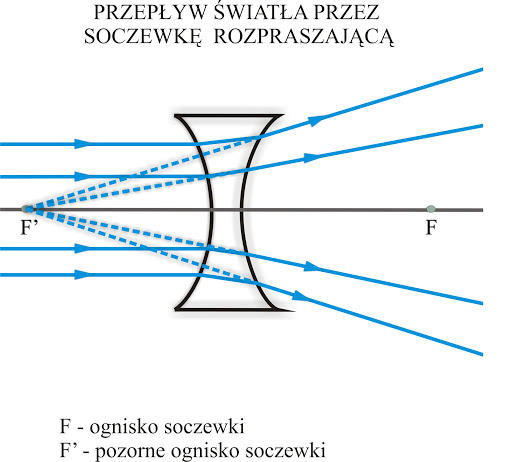 PRZEPŁYW ŚWIATŁA PRZEZ
SOCZEWKĘ ROZPRASZAJĄCĄ
F’
F
F - ognisko soczewki
F’ - pozorne ognisko soczewki